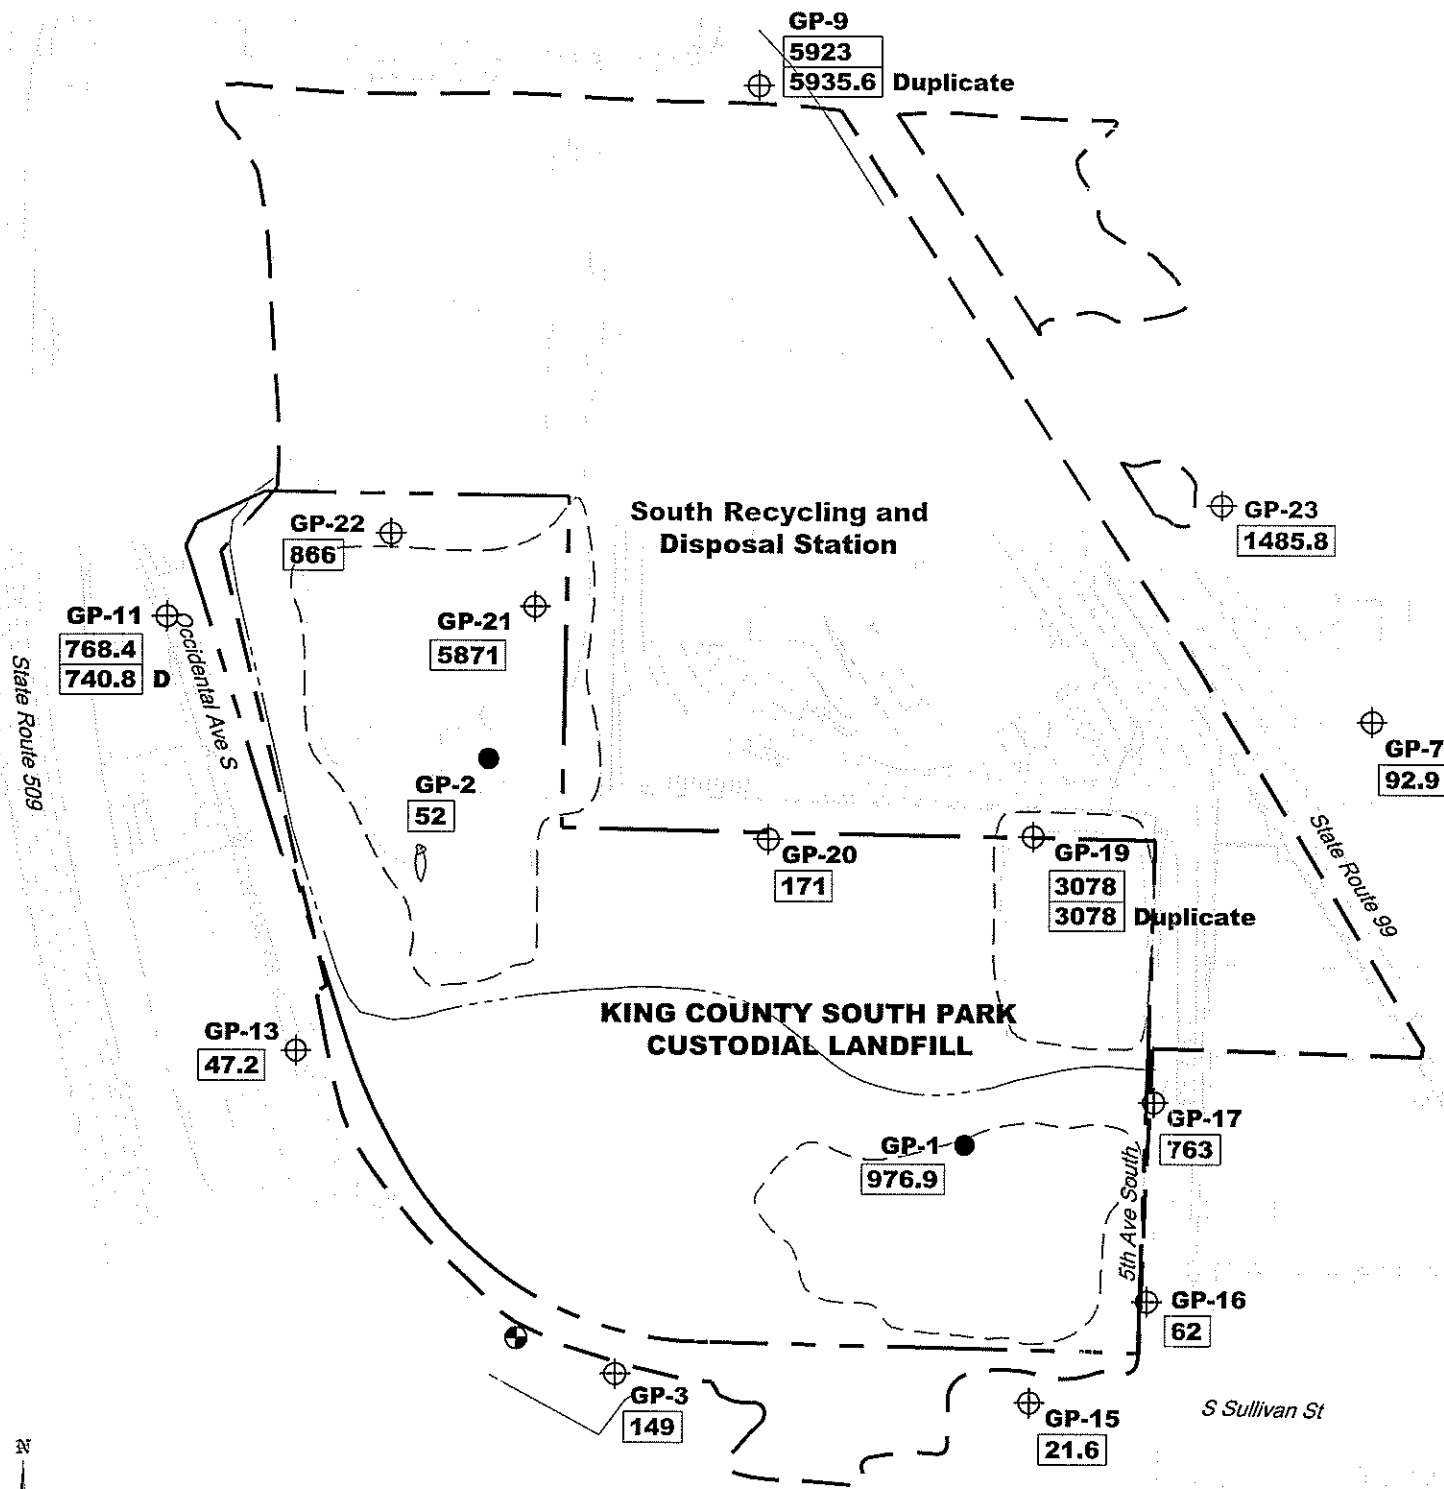 GP-9
5923
5935.6 Duplicate
South Recycling and
Disposal Station
GP-22
866
GP-23
1485.8
GP-11
768.4
740.8 D
GP-21
5871
Occidental Ave S
State Route 509
GP-7
92.9
GP-2
52
GP-20
171
GP-19
3078
3078 Duplicate
State Route 99
KING COUNTY SOUTH PARK
CUSTODIAL LANDFILL
GP-13
47.2
GP-17
763
GP-1
976.9
5th Ave South
GP-16
62
GP-3
149
GP-15
21.6
S Sullivan St
N